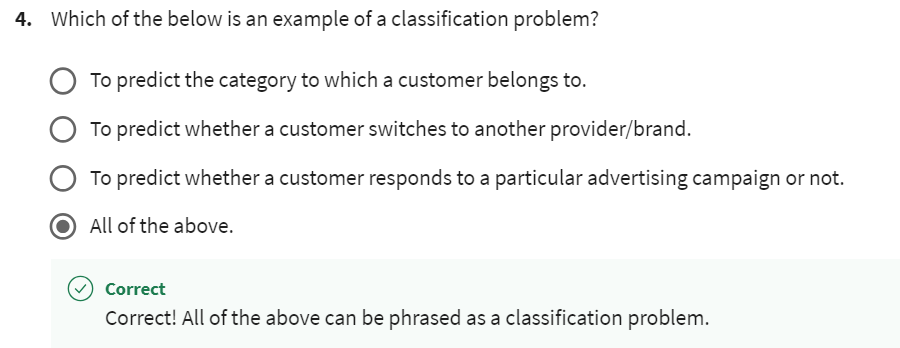 4. Which of the below is an example of a classification problem?
To predict the category to which a customer belongs to.
To predict whether a customer switches to another provider/brand.
To predict whether a customer responds to a particular advertising campaign or not.
All of the above.
Correct
Correct! All of the above can be phrased as a classification problem.